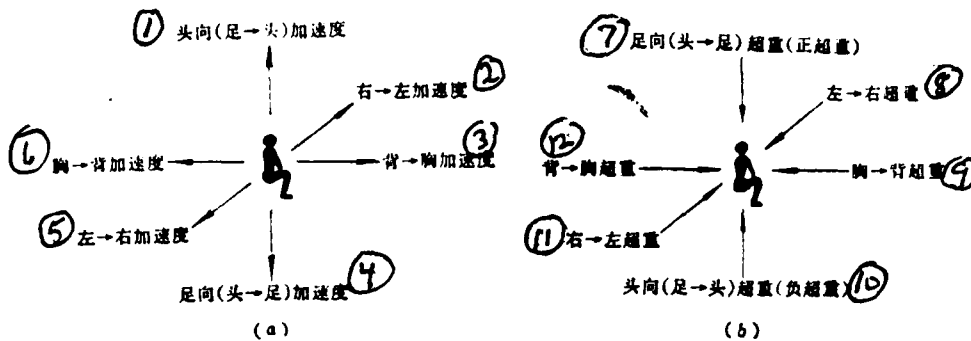 ① 头向(足→头)加速度
② 右→左加速度
③ 背→胸加速度
⑥ 胸→背加速度
⑤ 左→右加速度
④ 足向(头→足)加速度
(a)
⑦ 足向(头→足)超重(正超重)
⑧ 左→右超重
⑫ 背→胸超重
⑨ 胸→背超重
⑪ 右→左超重
⑩ 头向(足→头)超重(负超重)
(b)